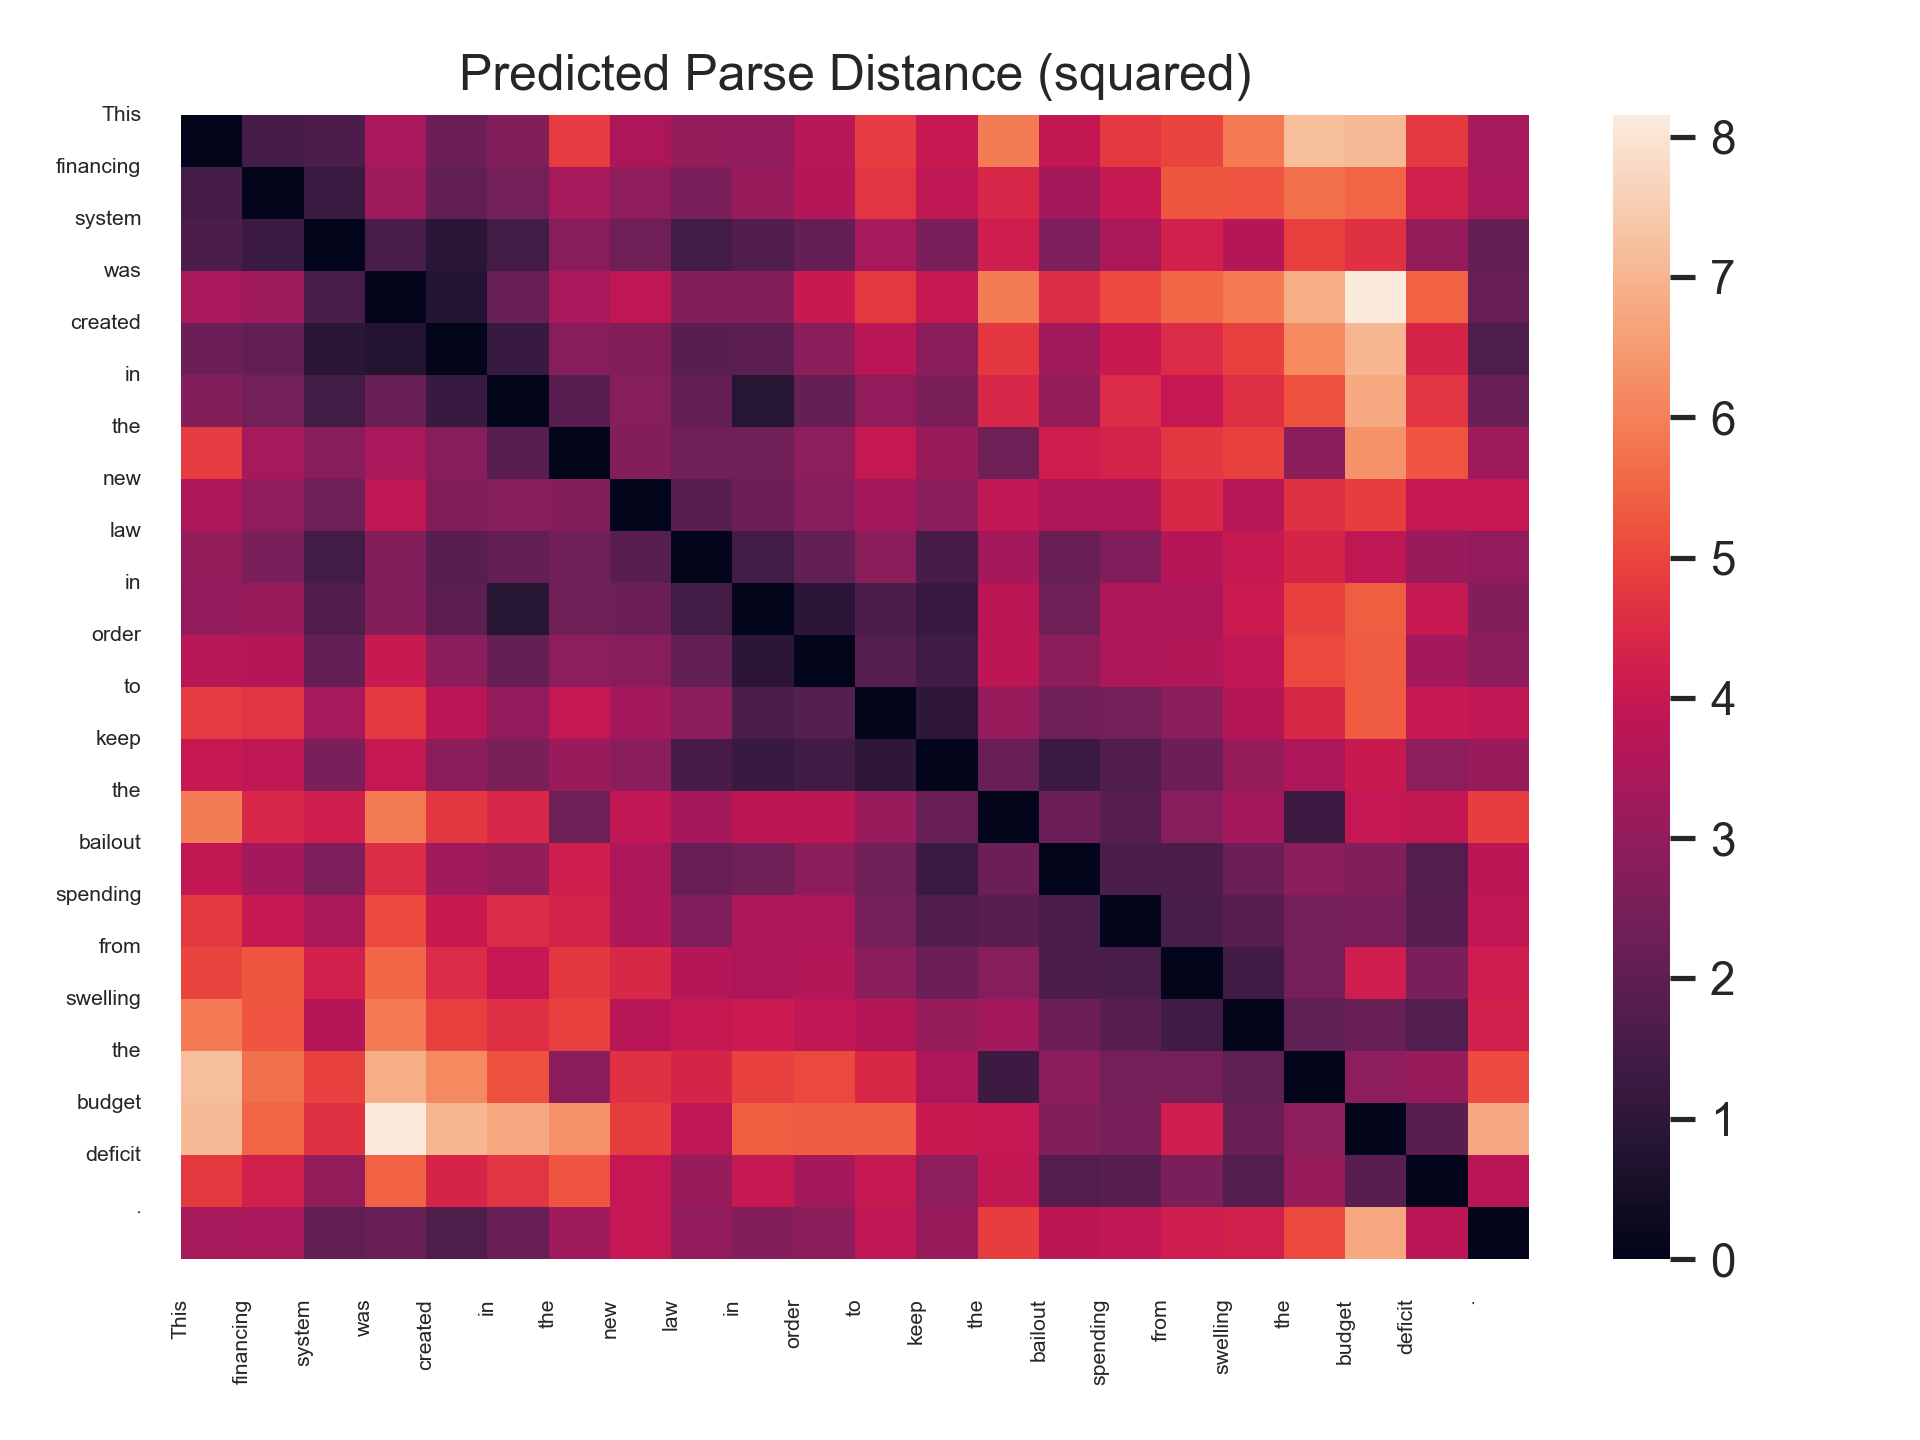 Predicted Parse Distance (squared)
This
financing
system
was
created
in
the
new
law
in
order
to
keep
the
bailout
spending
from
swelling
the
budget
deficit
.
8
7
6
5
4
3
2
1
0
This
financing
system
was
created
in
the
new
law
in
order
to
keep
the
bailout
spending
from
swelling
the
budget
deficit
.